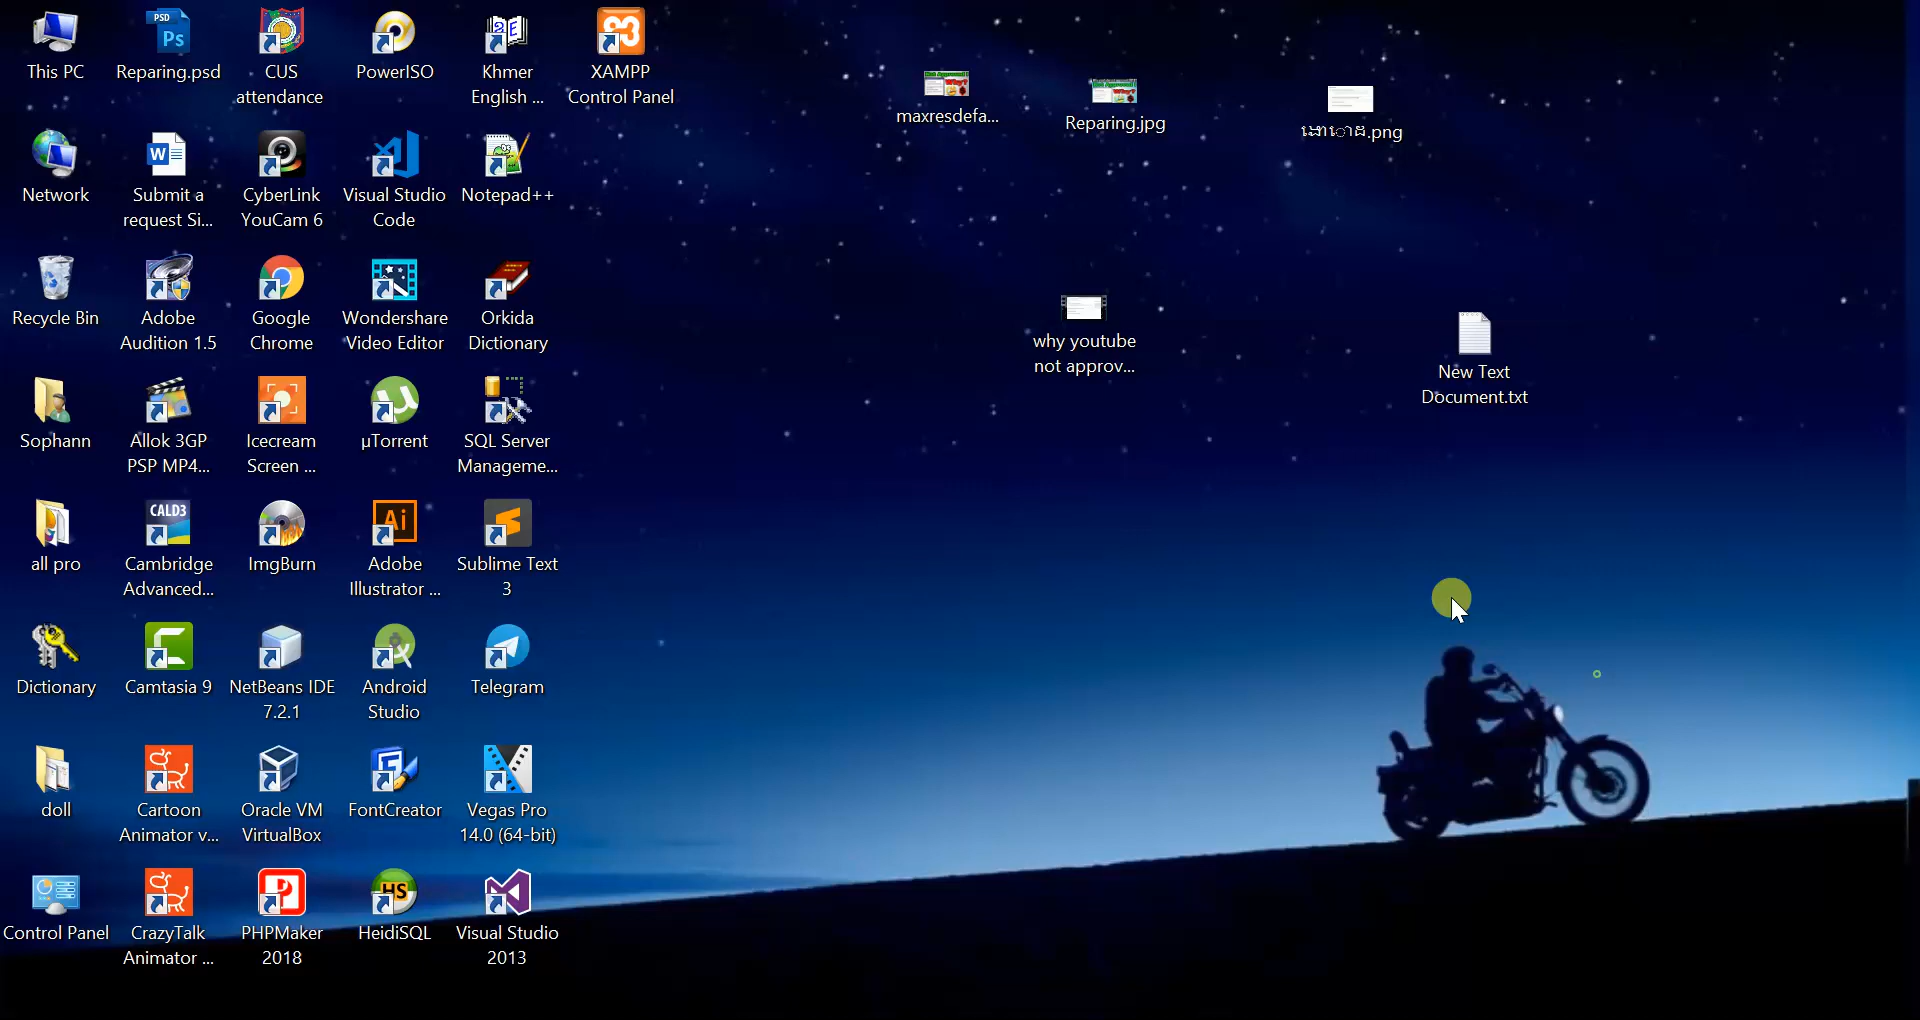 This PC
Reparing.psd
CUS
attendance
PowerISO
Khmer
English ...
XAMPP
Control Panel
maxresdefa...
Reparing.jpg
Network
Submit a
request Si...
CyberLink
YouCam 6
Visual Studio
Code
Notepad++
Recycle Bin
Adobe
Audition 1.5
Google
Chrome
Wondershare
Video Editor
Orkida
Dictionary
why youtube
not approv...
New Text
Document.txt
Sophann
Allok 3GP
PSP MP4...
Icecream
Screen ...
µTorrent
SQL Server
Manageme...
all pro
CALD3
Cambridge
Advanced...
ImgBurn
Adobe
Illustrator ...
Sublime Text
3
Dictionary
Camtasia 9
NetBeans IDE
7.2.1
Android
Studio
Telegram
doll
Cartoon
Animator v...
Oracle VM
VirtualBox
FontCreator
Vegas Pro
14.0 (64-bit)
Control Panel
CrazyTalk
Animator ...
PHPMaker
2018
HeidiSQL
Visual Studio
2013